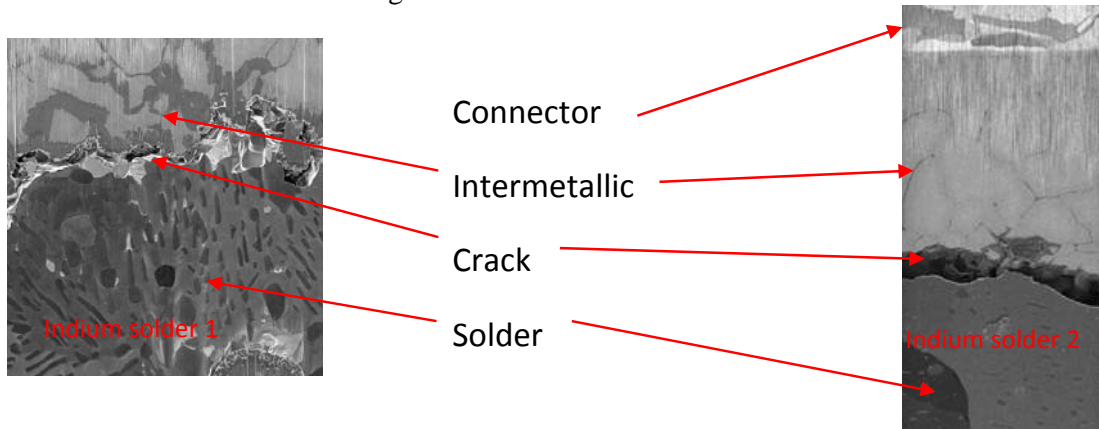 Connector
Intermetallic
Crack
Solder
Indium solder 1
Indium solder 2